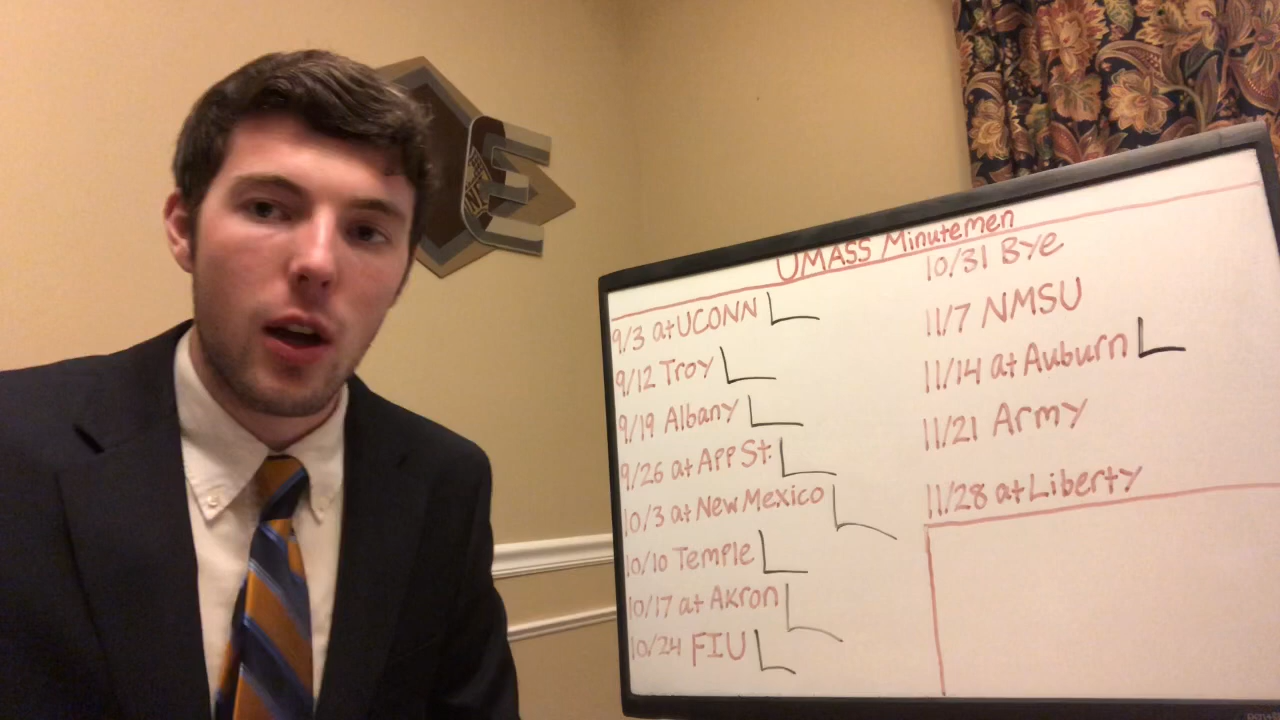 UMASS Minutemen
9/3 at UCONN L
9/12 Troy L
9/19 Albany L
9/26 at App St. L
10/3 at New Mexico L
10/10 Temple L
10/17 at Akron L
10/24 FIU L
10/31 Bye
11/7 NMSU
11/14 at Auburn L
11/21 Army
11/28 at Liberty